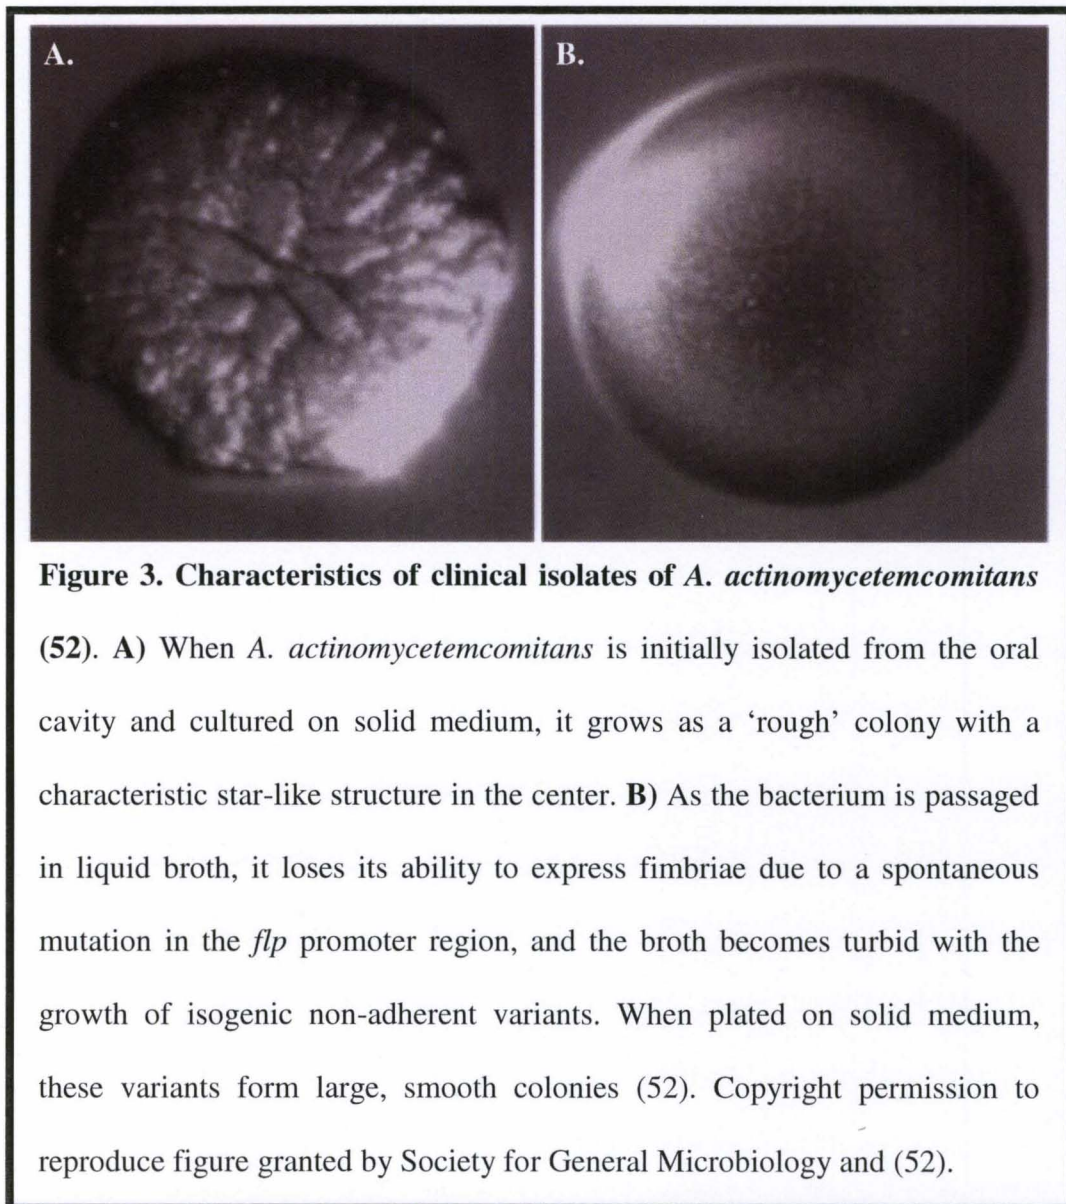 A. B.
Figure 3. Characteristics of clinical isolates of A. actinomycetemcomitans
(52). A) When A. actinomycetemcomitans is initially isolated from the oral
cavity and cultured on solid medium, it grows as a ‘rough’ colony with a
characteristic star-like structure in the center. B) As the bacterium is passaged
in liquid broth, it loses its ability to express fimbriae due to a spontaneous
mutation in the flp promoter region, and the broth becomes turbid with the
growth of isogenic non-adherent variants. When plated on solid medium,
these variants form large, smooth colonies (52). Copyright permission to
reproduce figure granted by Society for General Microbiology and (52).